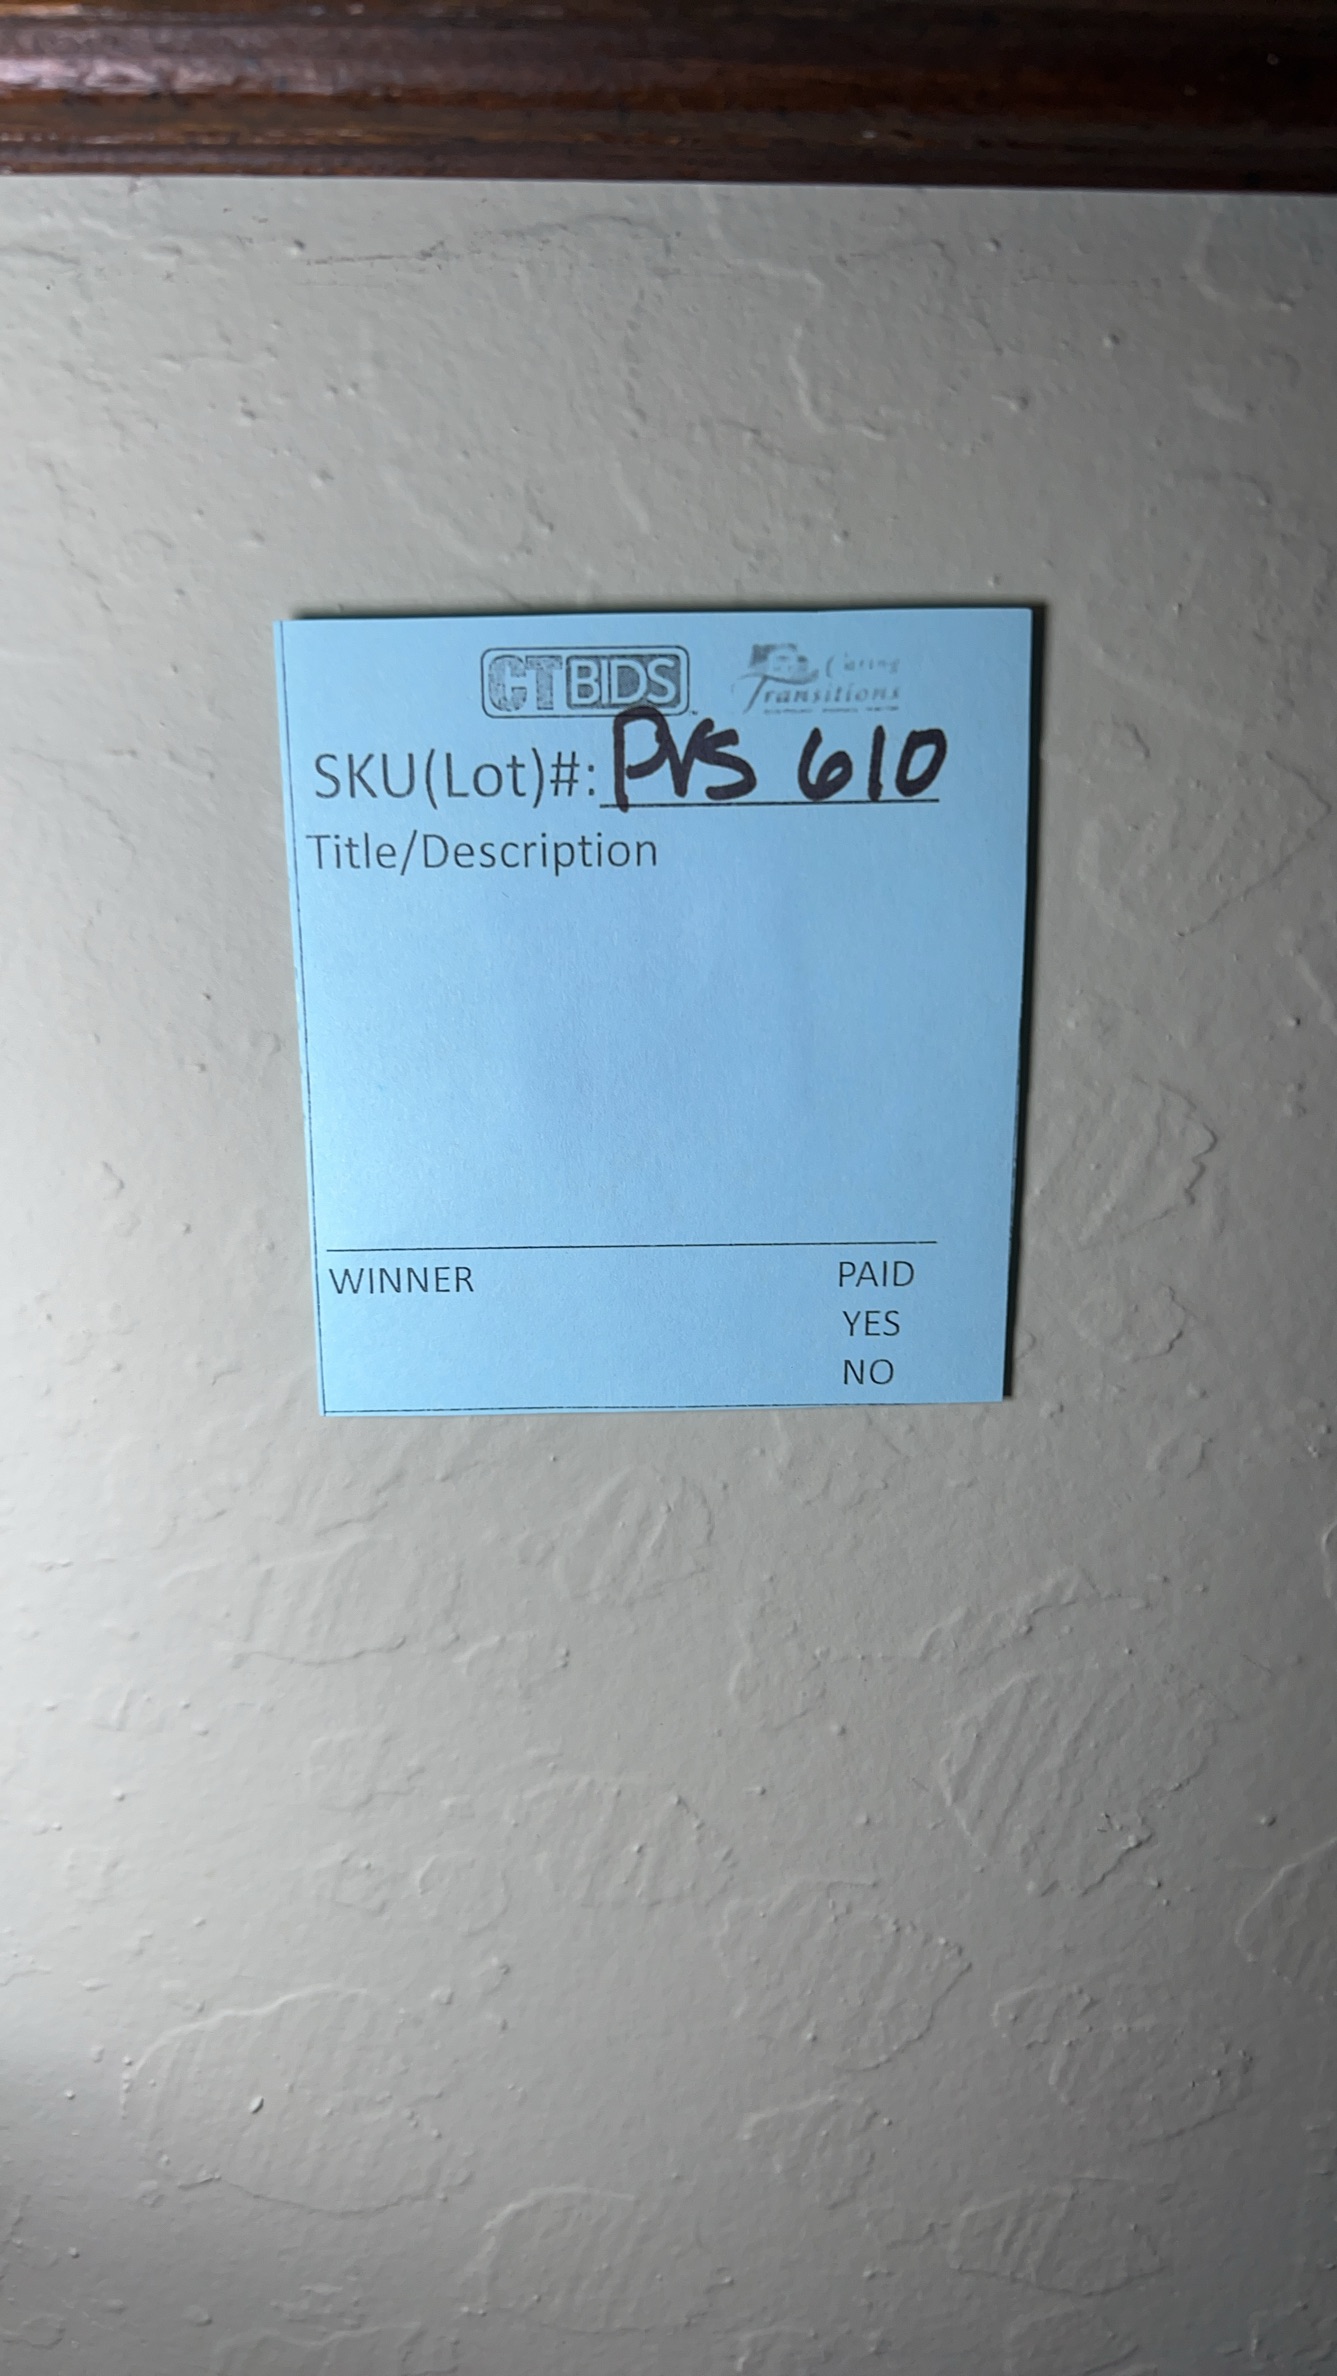 CTBIDS Caring
Transitions
SKU(Lot)#: PVS 610
Title/Description
WINNER PAID
YES
NO